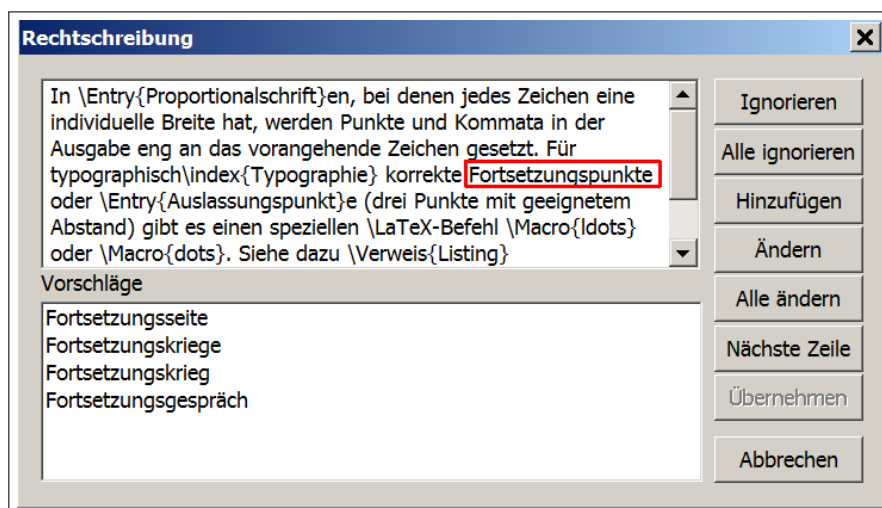 Rechtschreibung
In \Entry{Proportionalschrift}en, bei denen jedes Zeichen eine
individuelle Breite hat, werden Punkte und Kommata in der
Ausgabe eng an das vorangehende Zeichen gesetzt. Für
typographisch\index{Typographie} korrekte Fortsetzungspunkte
oder \Entry{Auslassungspunkt}e (drei Punkte mit geeignetem
Abstand) gibt es einen speziellen \LaTeX-Befehl \Macro{ldots}
oder \Macro{dots}. Siehe dazu \Verweis{Listing}
Vorschläge
Fortsetzungsseite
Fortsetzungskriege
Fortsetzungskrieg
Fortsetzungsgespräch
Ignorieren
Alle ignorieren
Hinzufügen
Ändern
Alle ändern
Nächste Zeile
Übernehmen
Abbrechen